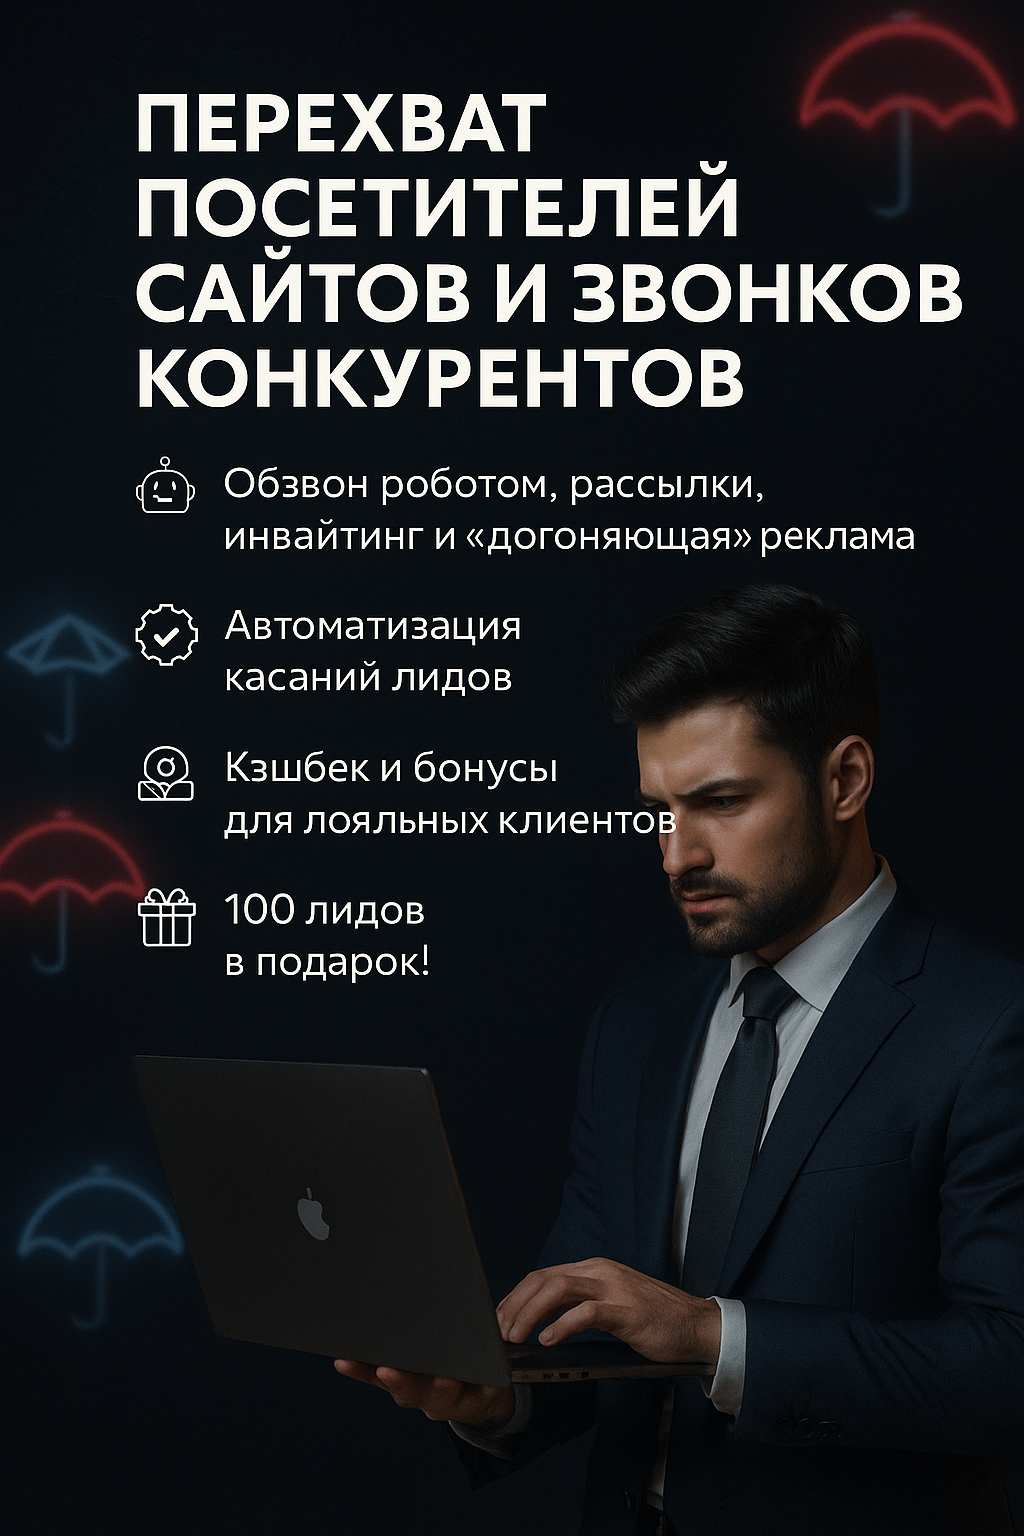 ПЕРЕХВАТ
ПОСЕТИТЕЛЕЙ
САЙТОВ И ЗВОНКОВ
КОНКУРЕНТОВ
Обзвон роботом, рассылки,
инвайтинг и «догоняющая» реклама
Автоматизация
касаний лидов
Кзшбек и бонусы
для лояльных клиентов
100 лидов
в подарок!